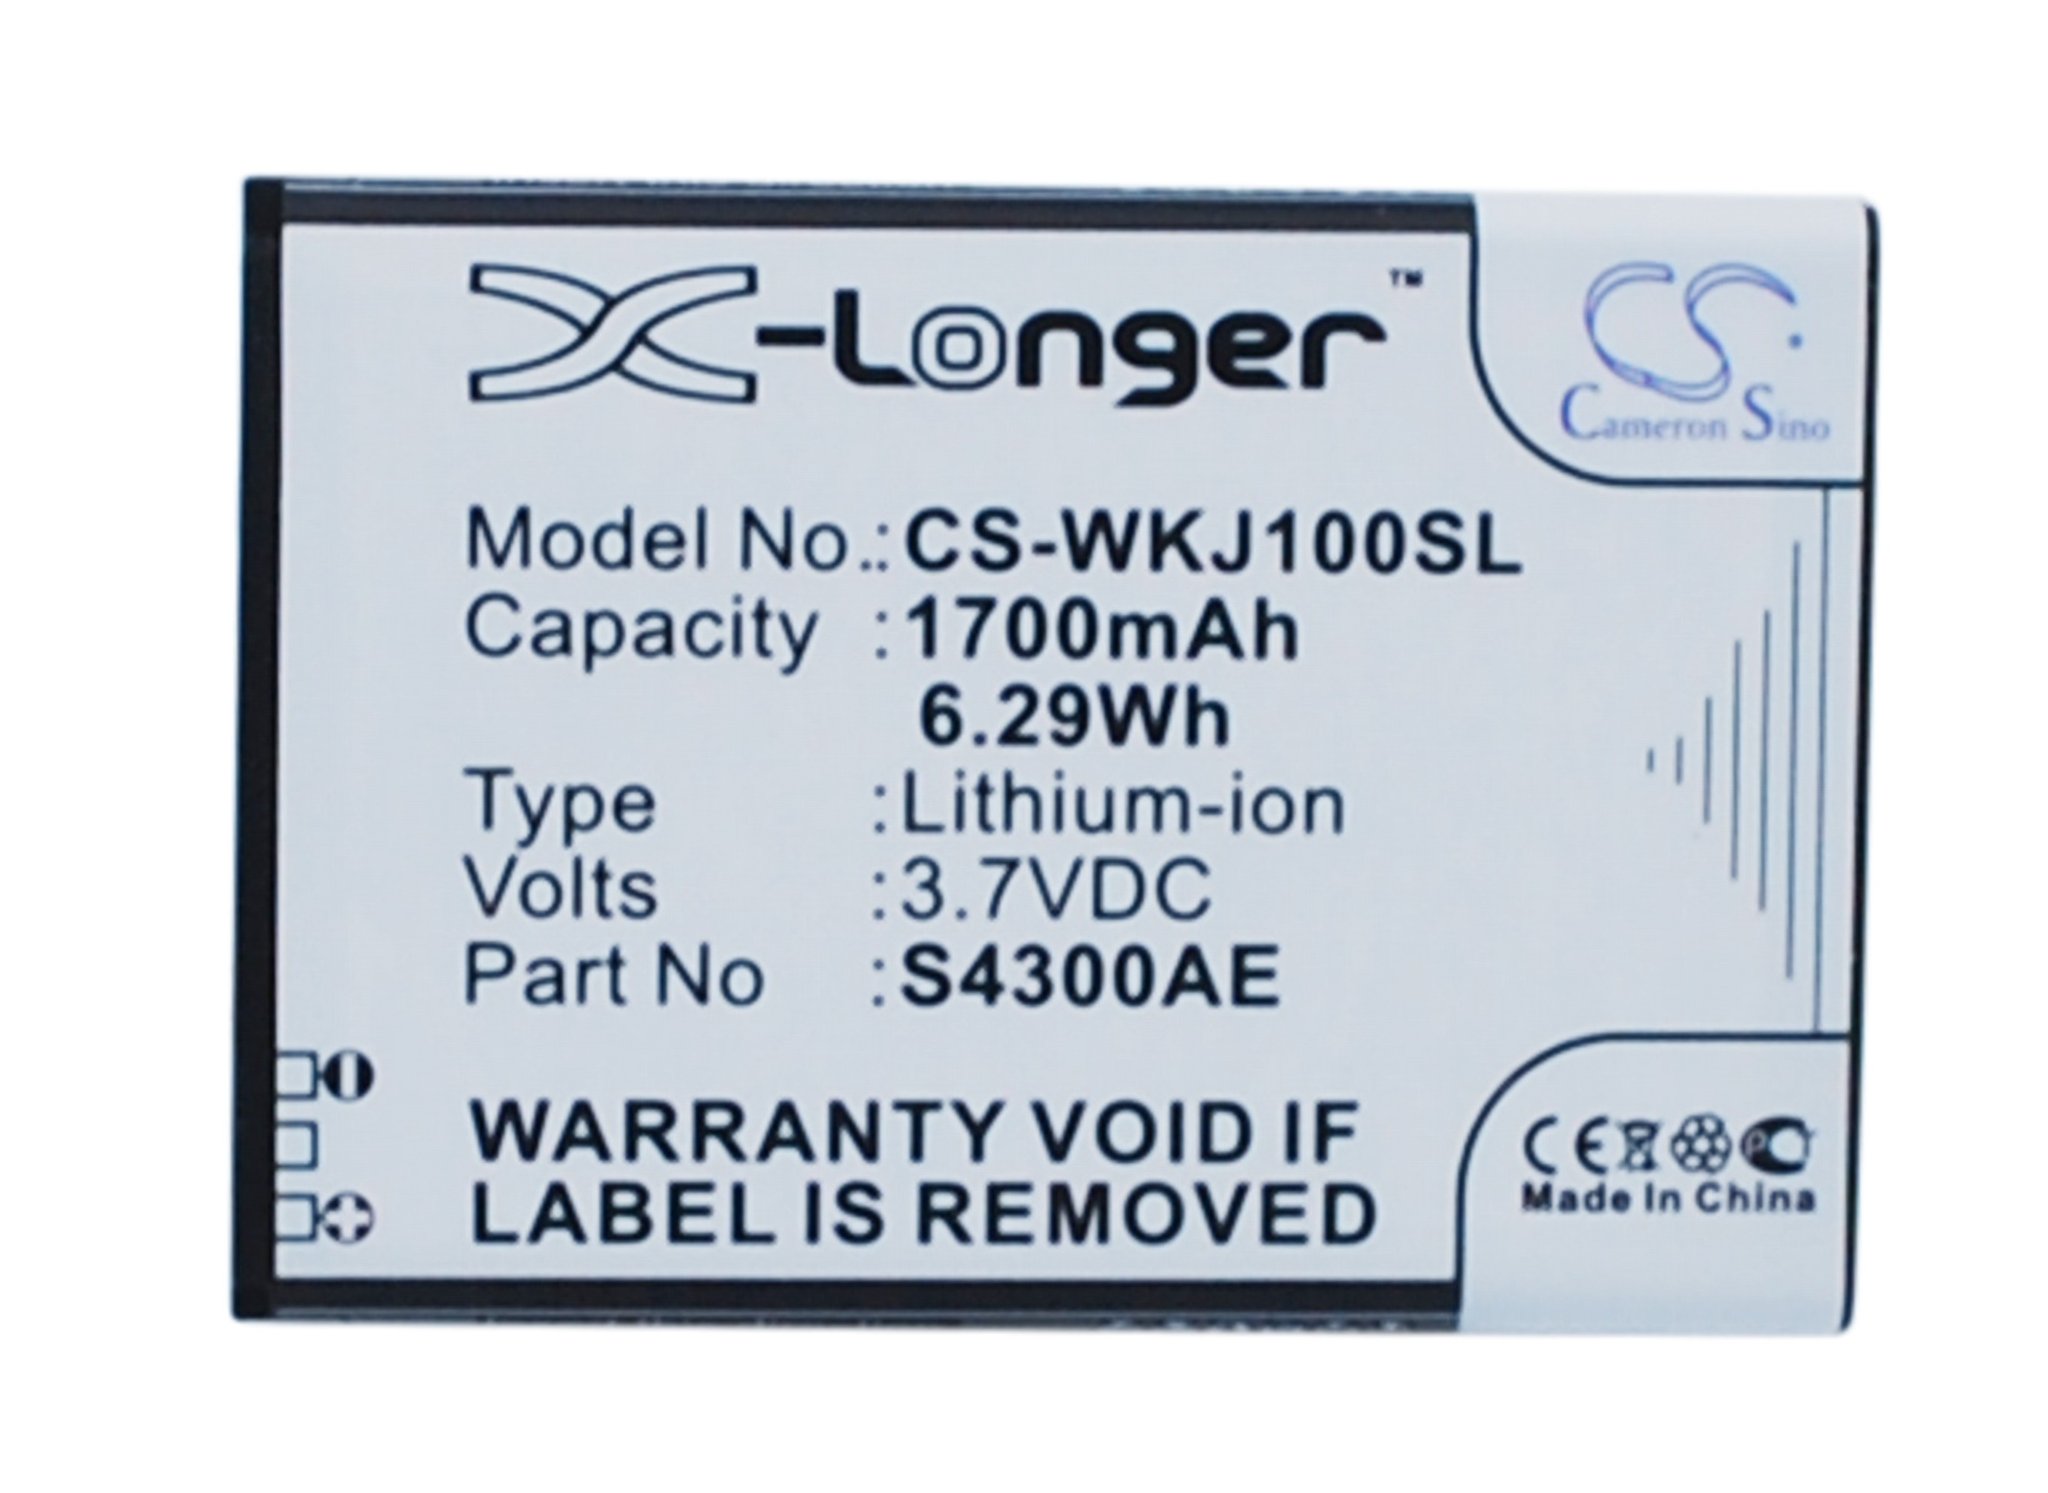 X-Longer™
CS.
Cameron Sino
Model No.: CS-WKJ100SL
Capacity : 1700mAh
6.29Wh
Type : Lithium-ion
Volts : 3.7VDC
Part No : S4300AE
WARRANTY VOID IF
LABEL IS REMOVED
CE
Made In China